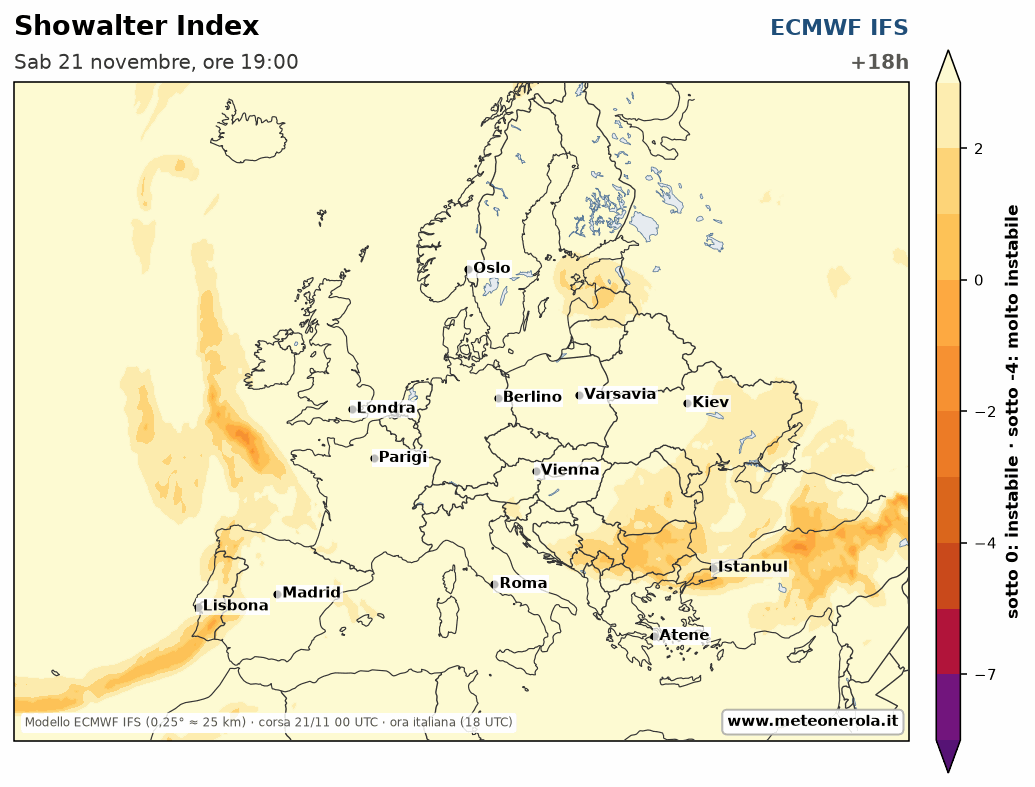 Showalter Index
ECMWF IFS
Sab 21 novembre, ore 19:00
+18h
Oslo
Londra
Berlino
Varsavia
Kiev
Parigi
Vienna
Istanbul
Roma
Madrid
Lisbona
Atene
Modello ECMWF IFS (0,25° ≈ 25 km) · corsa 21/11 00 UTC · ora italiana (18 UTC)
www.meteonerola.it
2
0
−2
−4
−7
sotto 0: instabile · sotto -4: molto instabile